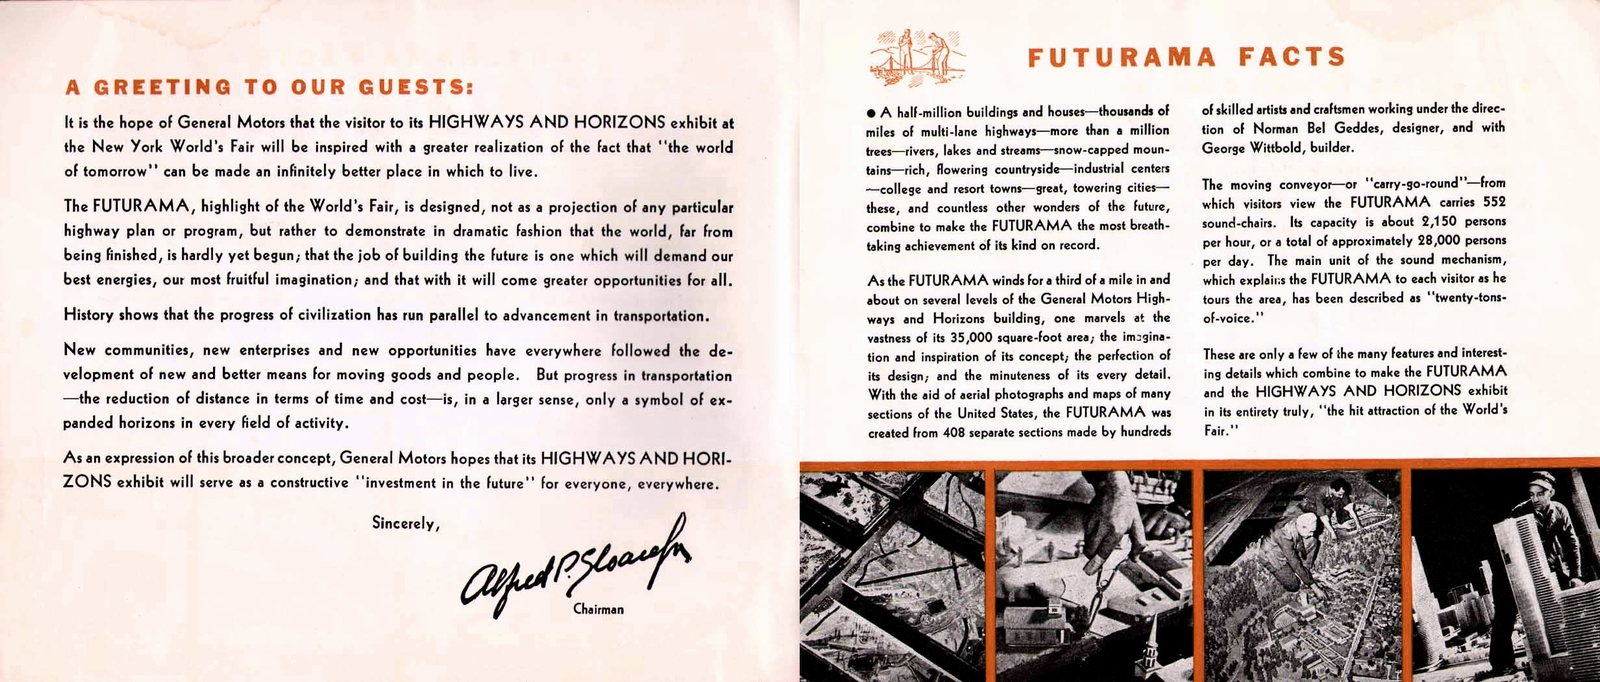 A GREETING TO OUR GUESTS:
It is the hope of General Motors that the visitor to its HIGHWAYS AND HORIZONS exhibit at
the New York World's Fair will be inspired with a greater realization of the fact that "the world
of tomorrow" can be made an infinitely better place in which to live.
The FUTURAMA, highlight of the World's Fair, is designed, not as a projection of any particular
highway plan or program, but rather to demonstrate in dramatic fashion that the world, far from
being finished, is hardly yet begun; that the job of building the future is one which will demand our
best energies, our most fruitful imagination; and that with it will come greater opportunities for all.
History shows that the progress of civilization has run parallel to advancement in transportation.
New communities, new enterprises and new opportunities have everywhere followed the de-
velopment of new and better means for moving goods and people. But progress in transportation
—the reduction of distance in terms of time and cost—is, in a larger sense, only a symbol of ex-
panded horizons in every field of activity.
As an expression of this broader concept, General Motors hopes that its HIGHWAYS AND HORI-
ZONS exhibit will serve as a constructive "investment in the future" for everyone, everywhere.
Sincerely,
Alfred P. Sloan Jr.
Chairman
FUTURAMA FACTS
● A half-million buildings and houses—thousands of
miles of multi-lane highways—more than a million
trees—rivers, lakes and streams—snow-capped moun-
tains—rich, flowering countryside—industrial centers
—college and resort towns—great, towering cities—
these, and countless other wonders of the future,
combine to make the FUTURAMA the most breath-
taking achievement of its kind on record.
As the FUTURAMA winds for a third of a mile in and
about on several levels of the General Motors High-
ways and Horizons building, one marvels at the
vastness of its 35,000 square-foot area; the imagina-
tion and inspiration of its concept; the perfection of
its design; and the minuteness of its every detail.
With the aid of aerial photographs and maps of many
sections of the United States, the FUTURAMA was
created from 408 separate sections made by hundreds
of skilled artists and craftsmen working under the direc-
tion of Norman Bel Geddes, designer, and with
George Wittbold, builder.
The moving conveyor—or "carry-go-round"—from
which visitors view the FUTURAMA carries 552
sound-chairs. Its capacity is about 2,150 persons
per hour, or a total of approximately 28,000 persons
per day. The main unit of the sound mechanism,
which explains the FUTURAMA to each visitor as he
tours the area, has been described as "twenty-tons-
of-voice."
These are only a few of the many features and interest-
ing details which combine to make the FUTURAMA
and the HIGHWAYS AND HORIZONS exhibit
in its entirety truly, "the hit attraction of the World's
Fair."